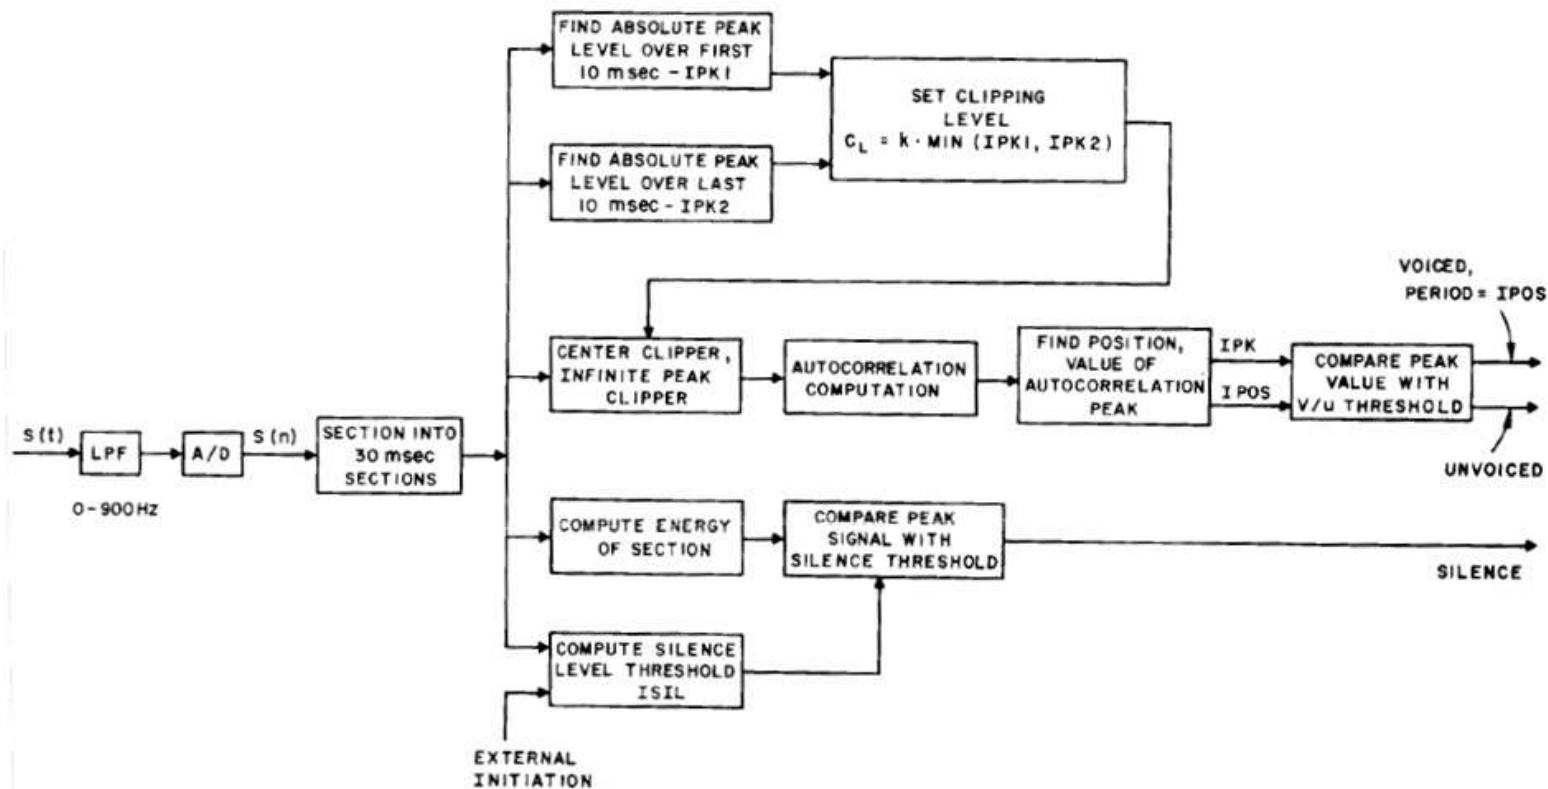 FIND ABSOLUTE PEAK
LEVEL OVER FIRST
10 msec - IPK1
SET CLIPPING
LEVEL
C_L = k · MIN (IPK1, IPK2)
FIND ABSOLUTE PEAK
LEVEL OVER LAST
10 msec - IPK2
VOICED,
PERIOD = IPOS
CENTER CLIPPER,
INFINITE PEAK
CLIPPER
AUTOCORRELATION
COMPUTATION
FIND POSITION,
VALUE OF
AUTOCORRELATION
PEAK
IPK
IPOS
COMPARE PEAK
VALUE WITH
V/u THRESHOLD
UNVOICED
S(t)
LPF
0-900HZ
A/D
S(n)
SECTION INTO
30 msec
SECTIONS
COMPUTE ENERGY
OF SECTION
COMPARE PEAK
SIGNAL WITH
SILENCE THRESHOLD
SILENCE
COMPUTE SILENCE
LEVEL THRESHOLD
ISIL
EXTERNAL
INITIATION